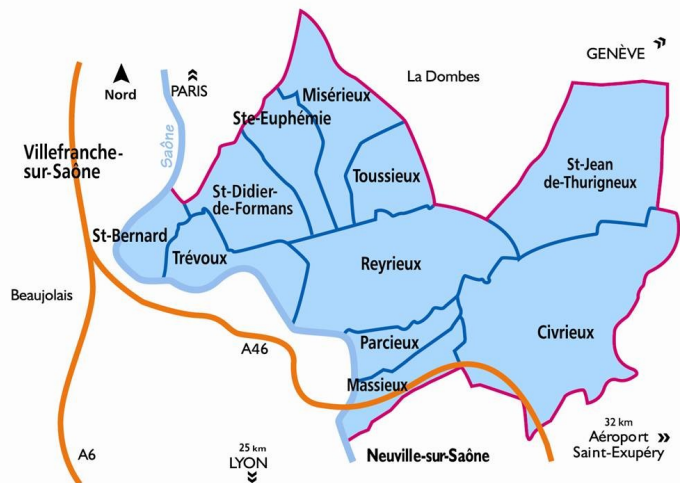 GENÈVE
La Dombes
Nord
PARIS
Misérieux
Ste-Euphémie
Saône
Villefranche-
sur-Saône
St-Jean
de-Thurigneux
Toussieux
St-Didier-
de-Formans
St-Bernard
Trévoux
Reyrieux
Beaujolais
Civrieux
A46
Parcieux
Massieux
32 km
Aéroport
Saint-Exupéry
25 km
LYON
A6
Neuville-sur-Saône